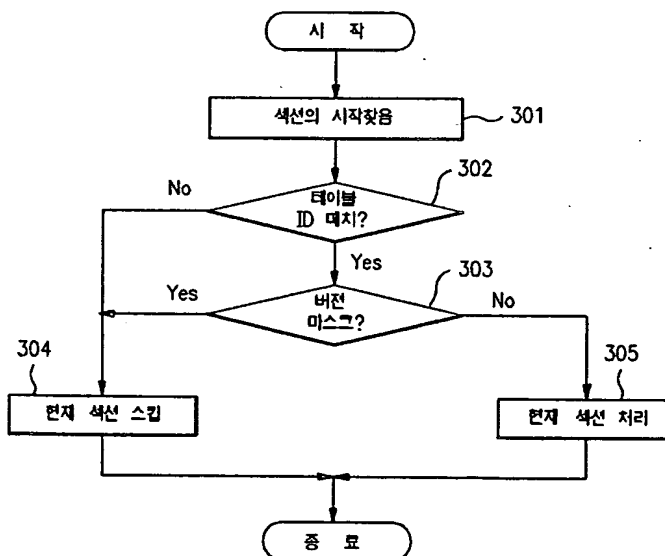 시 작
섹션의 시작찾음
301
302
No
테이블
ID 매치?
Yes
303
Yes
버전
마스크?
No
304
305
현재 섹션 스킵
현재 섹션 처리
종 료